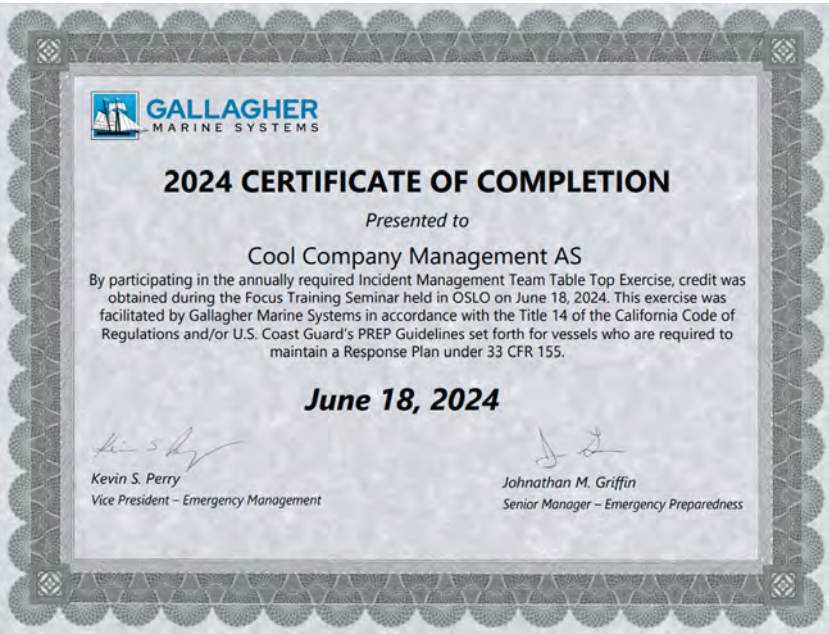 GALLAGHER
MARINE SYSTEMS
2024 CERTIFICATE OF COMPLETION
Presented to
Cool Company Management AS
By participating in the annually required Incident Management Team Table Top Exercise, credit was
obtained during the Focus Training Seminar held in OSLO on June 18, 2024. This exercise was
facilitated by Gallagher Marine Systems in accordance with the Title 14 of the California Code of
Regulations and/or U.S. Coast Guard's PREP Guidelines set forth for vessels who are required to
maintain a Response Plan under 33 CFR 155.
June 18, 2024
Kevin S. Perry
Vice President – Emergency Management
Johnathan M. Griffin
Senior Manager – Emergency Preparedness